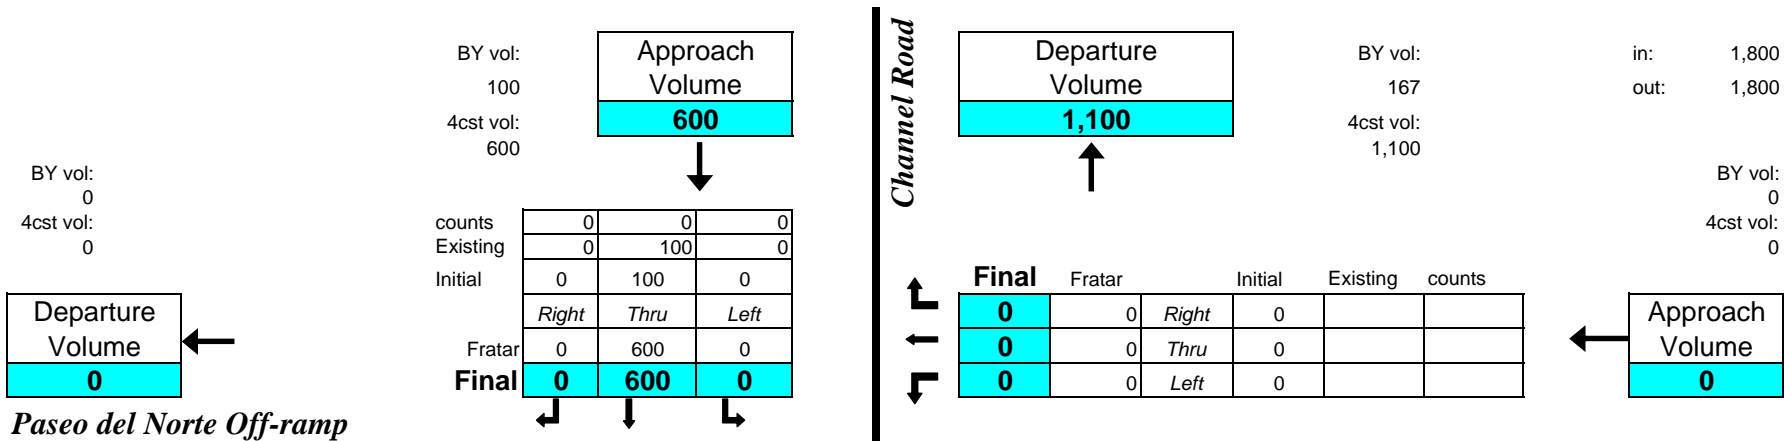 BY vol:
100
4cst vol:
600
Approach
Volume
600
Channel Road
Departure
Volume
1,100
BY vol:
167
4cst vol:
1,100
in: 1,800
out: 1,800
BY vol:
0
4cst vol:
0
BY vol:
0
4cst vol:
0
counts 0 0 0
Existing 0 100 0
Initial 0 100 0
Right Thru Left
Fratar 0 600 0
Final 0 600 0
Final Fratar Initial Existing counts
0 0 Right 0
0 0 Thru 0
0 0 Left 0
Departure
Volume
0
Approach
Volume
0
Paseo del Norte Off-ramp